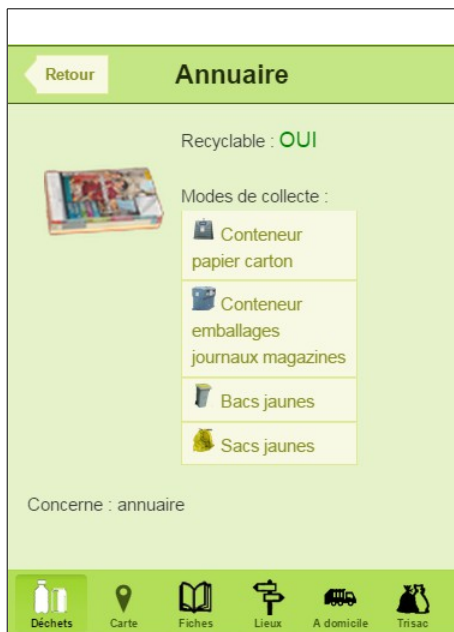 Retour
Annuaire
Recyclable : OUI
Modes de collecte :
Conteneur
papier carton
Conteneur
emballages
journaux magazines
Bacs jaunes
Sacs jaunes
Concerne : annuaire
Déchets Carte Fiches Lieux A domicile Trisac